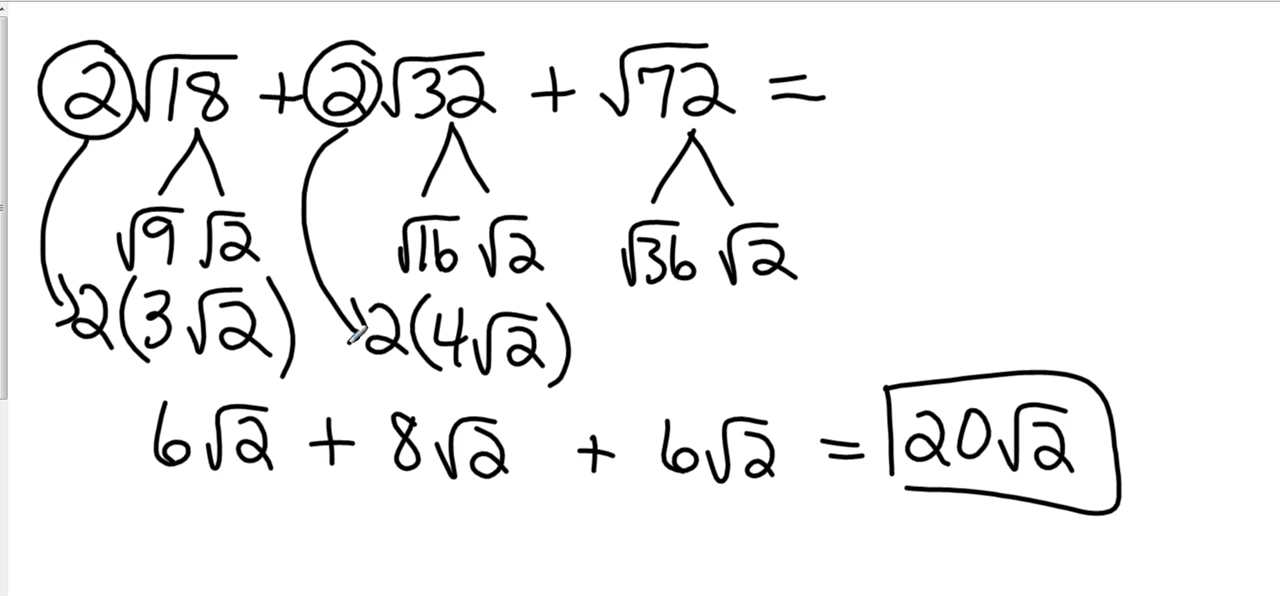 2√18 + 2√32 + √72 =
√9 √2 √16 √2 √36 √2
2(3√2) 2(4√2)
6√2 + 8√2 + 6√2 = 20√2